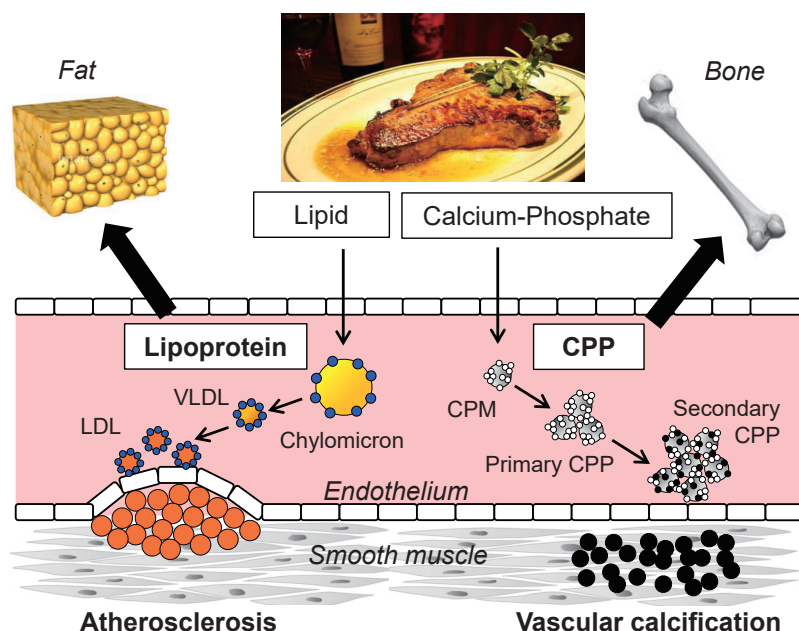 Fat
Bone
Lipid
Calcium-Phosphate
Lipoprotein
CPP
VLDL
LDL
Chylomicron
CPM
Primary CPP
Secondary
CPP
Endothelium
Smooth muscle
Atherosclerosis
Vascular calcification